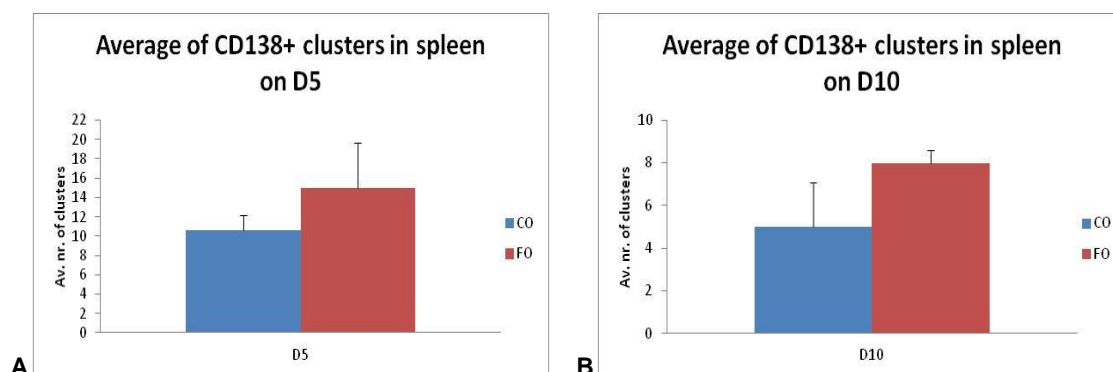 Average of CD138+ clusters in spleen
on D5
Av. nr. of clusters
22
20
18
16
14
12
10
8
6
4
2
0
D5
CO
FO
A
Average of CD138+ clusters in spleen
on D10
Av. nr. of clusters
10
8
6
4
2
0
D10
CO
FO
B